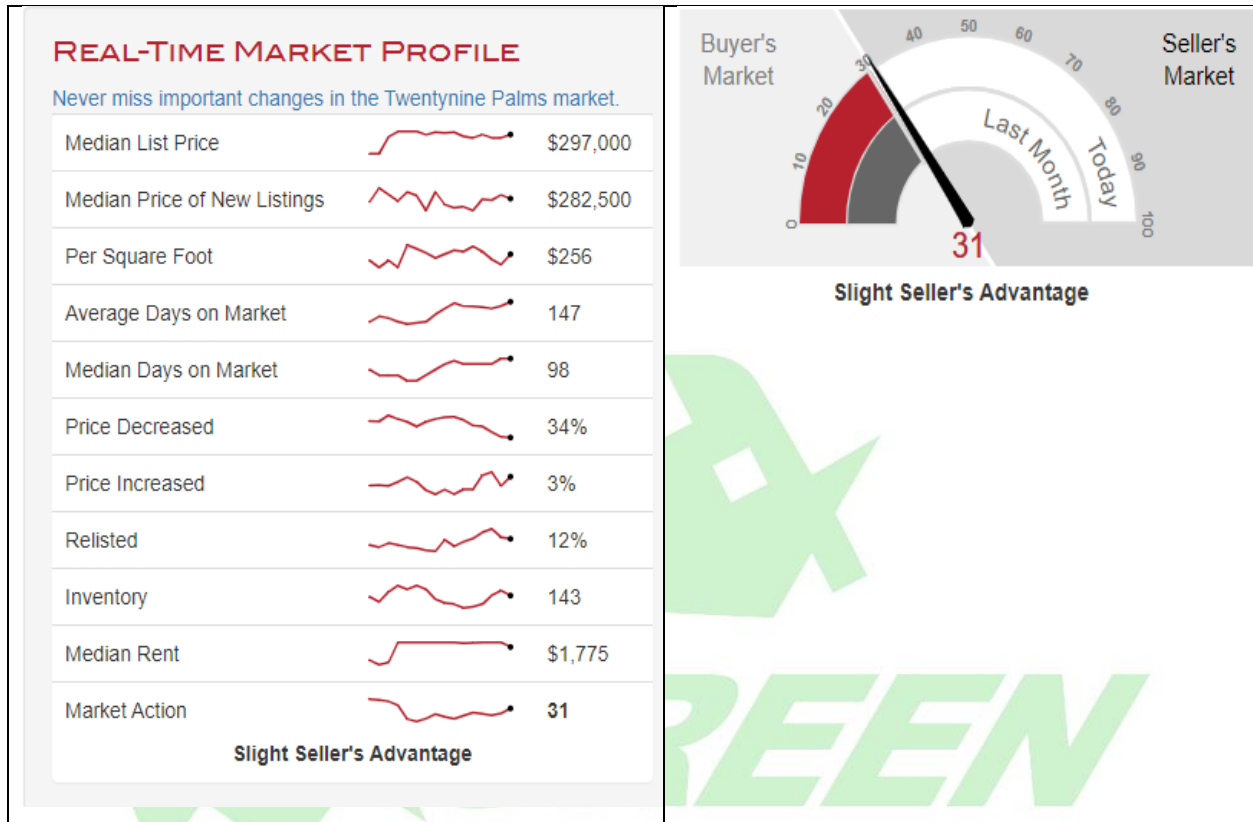 REAL-TIME MARKET PROFILE
Never miss important changes in the Twentynine Palms market.
Median List Price $297,000
Median Price of New Listings $282,500
Per Square Foot $256
Average Days on Market 147
Median Days on Market 98
Price Decreased 34%
Price Increased 3%
Relisted 12%
Inventory 143
Median Rent $1,775
Market Action 31
Slight Seller's Advantage
Buyer's
Market
Seller's
Market
0
10
20
30
40
50
60
70
80
90
100
Last Month
Today
31
Slight Seller's Advantage
REEN